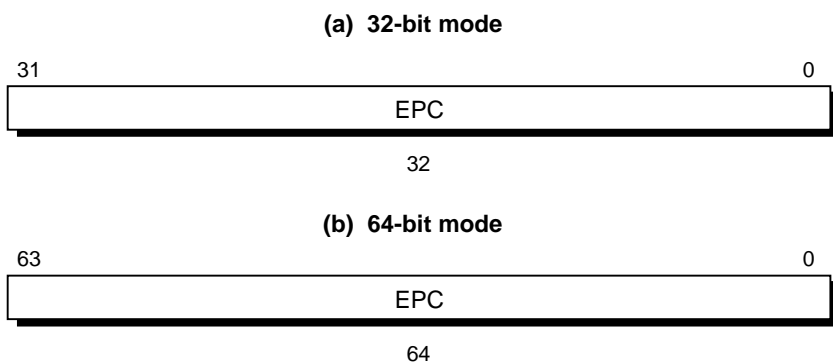 (a) 32-bit mode
31 0
EPC
32
(b) 64-bit mode
63 0
EPC
64